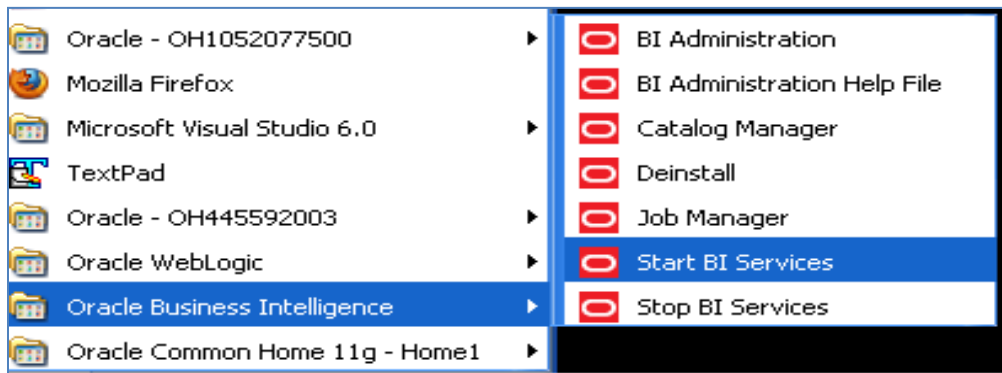 Oracle - OH1052077500
Mozilla Firefox
Microsoft Visual Studio 6.0
TextPad
Oracle - OH445592003
Oracle WebLogic
Oracle Business Intelligence
Oracle Common Home 11g - Home1
BI Administration
BI Administration Help File
Catalog Manager
Deinstall
Job Manager
Start BI Services
Stop BI Services